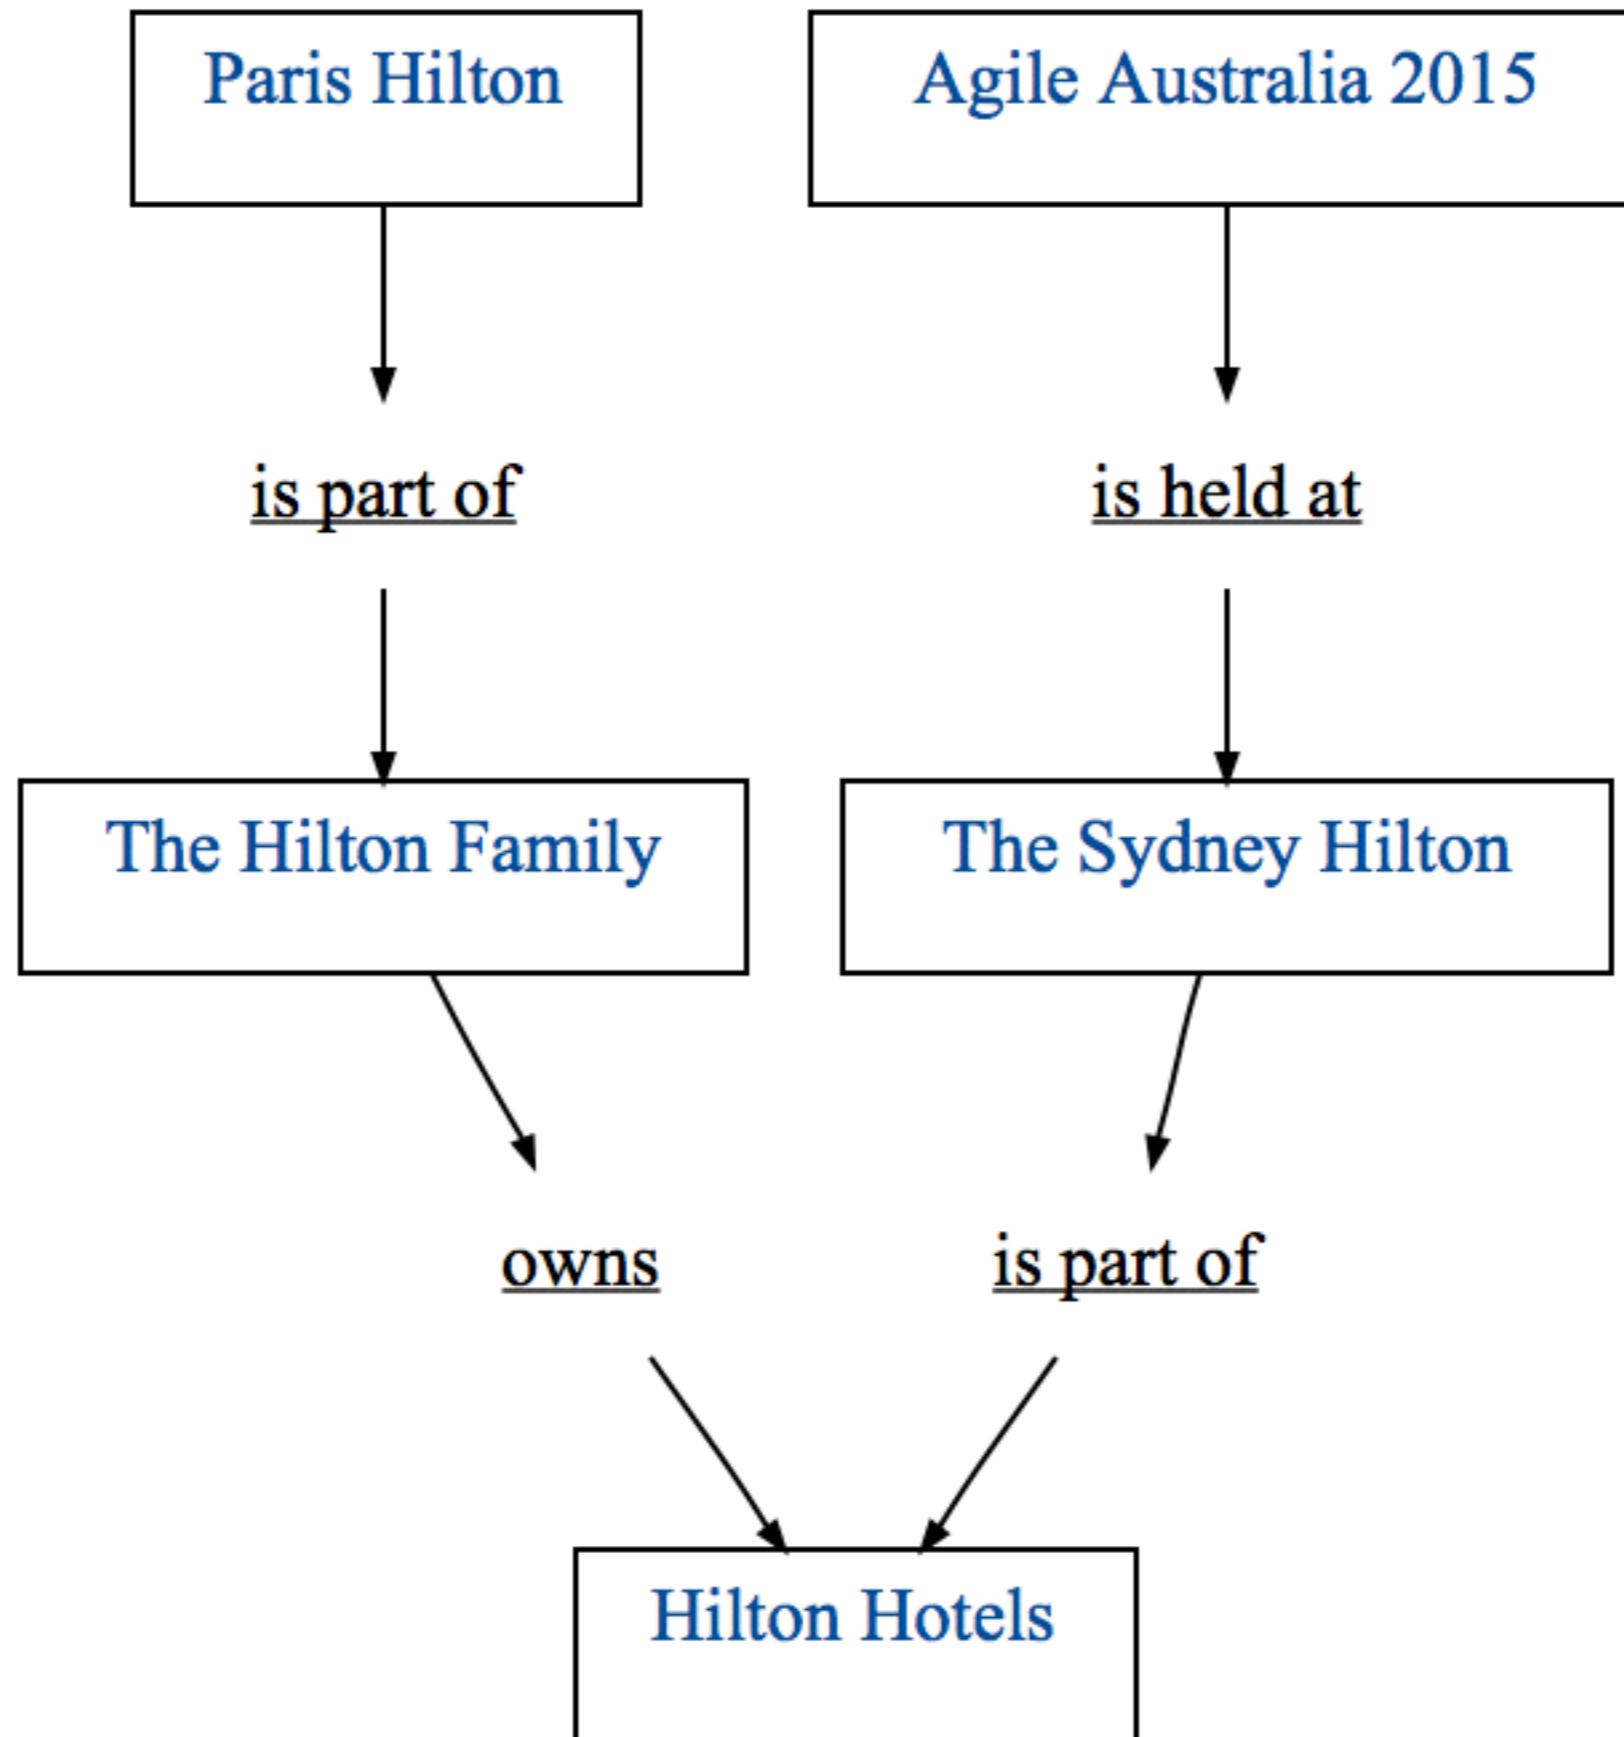 Paris Hilton
Agile Australia 2015
is part of
is held at
The Hilton Family
The Sydney Hilton
owns
is part of
Hilton Hotels